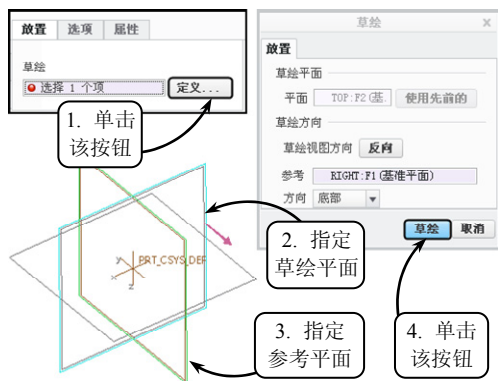 放置 选项 属性
草绘
选择 1 个项 定义...
1. 单击
该按钮
草绘
放置
草绘平面
平面 TOP:F2(基. 使用先前的
草绘方向
草绘视图方向 反向
参考 RIGHT:F1(基准平面)
方向 底部
草绘 取消
PRT_CSYS_DEF
x
y
z
2. 指定
草绘平面
3. 指定
参考平面
4. 单击
该按钮